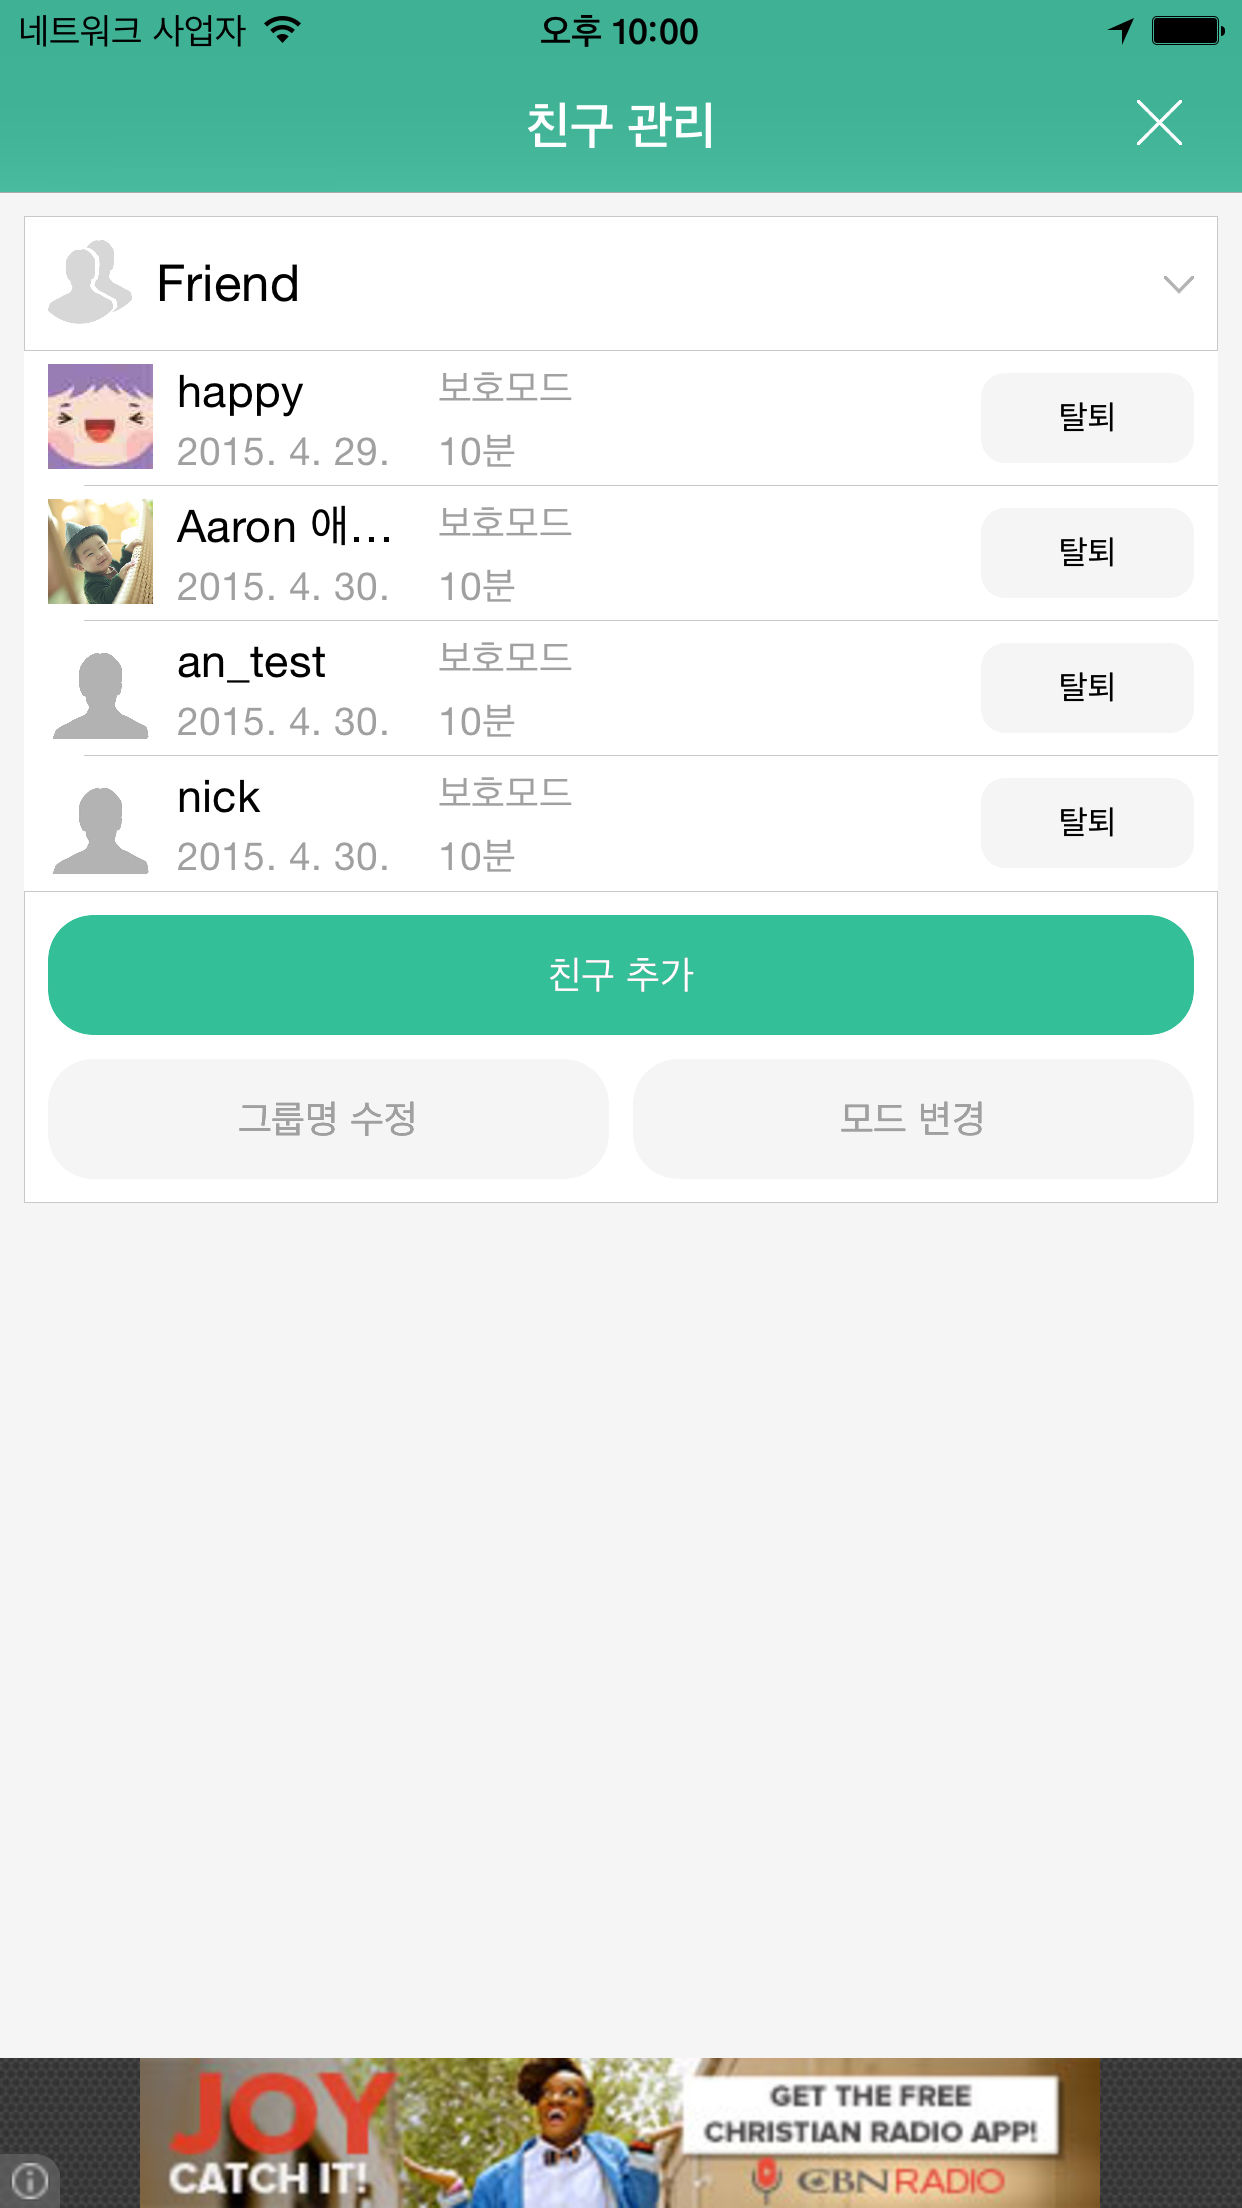 네트워크 사업자 오후 10:00
친구 관리
Friend
happy 보호모드
2015. 4. 29. 10분
탈퇴
Aaron 애... 보호모드
2015. 4. 30. 10분
탈퇴
an_test 보호모드
2015. 4. 30. 10분
탈퇴
nick 보호모드
2015. 4. 30. 10분
탈퇴
친구 추가
그룹명 수정 모드 변경
JOY
CATCH IT!
GET THE FREE
CHRISTIAN RADIO APP!
CBN RADIO